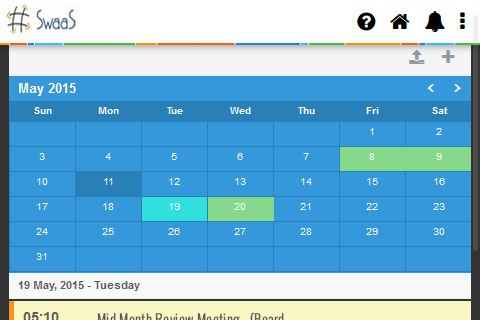 SwaaS
May 2015
Sun Mon Tue Wed Thu Fri Sat
1 2
3 4 5 6 7 8 9
10 11 12 13 14 15 16
17 18 19 20 21 22 23
24 25 26 27 28 29 30
31
19 May, 2015 - Tuesday
05:10 Mid Month Review Meeting - (Board